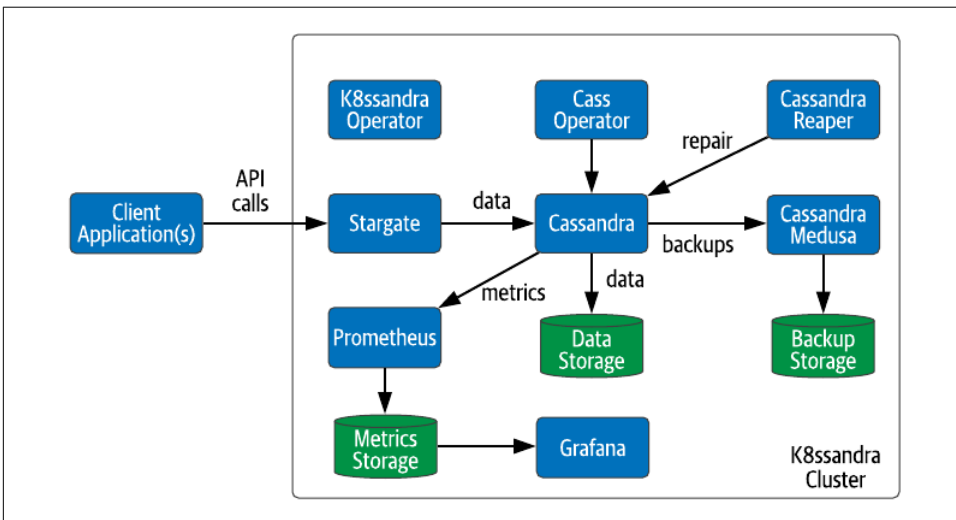 K8ssandra
Operator
Cass
Operator
Cassandra
Reaper
repair
API
calls
Client
Application(s)
Stargate
data
Cassandra
backups
Cassandra
Medusa
metrics
data
Prometheus
Data
Storage
Backup
Storage
Metrics
Storage
Grafana
K8ssandra
Cluster